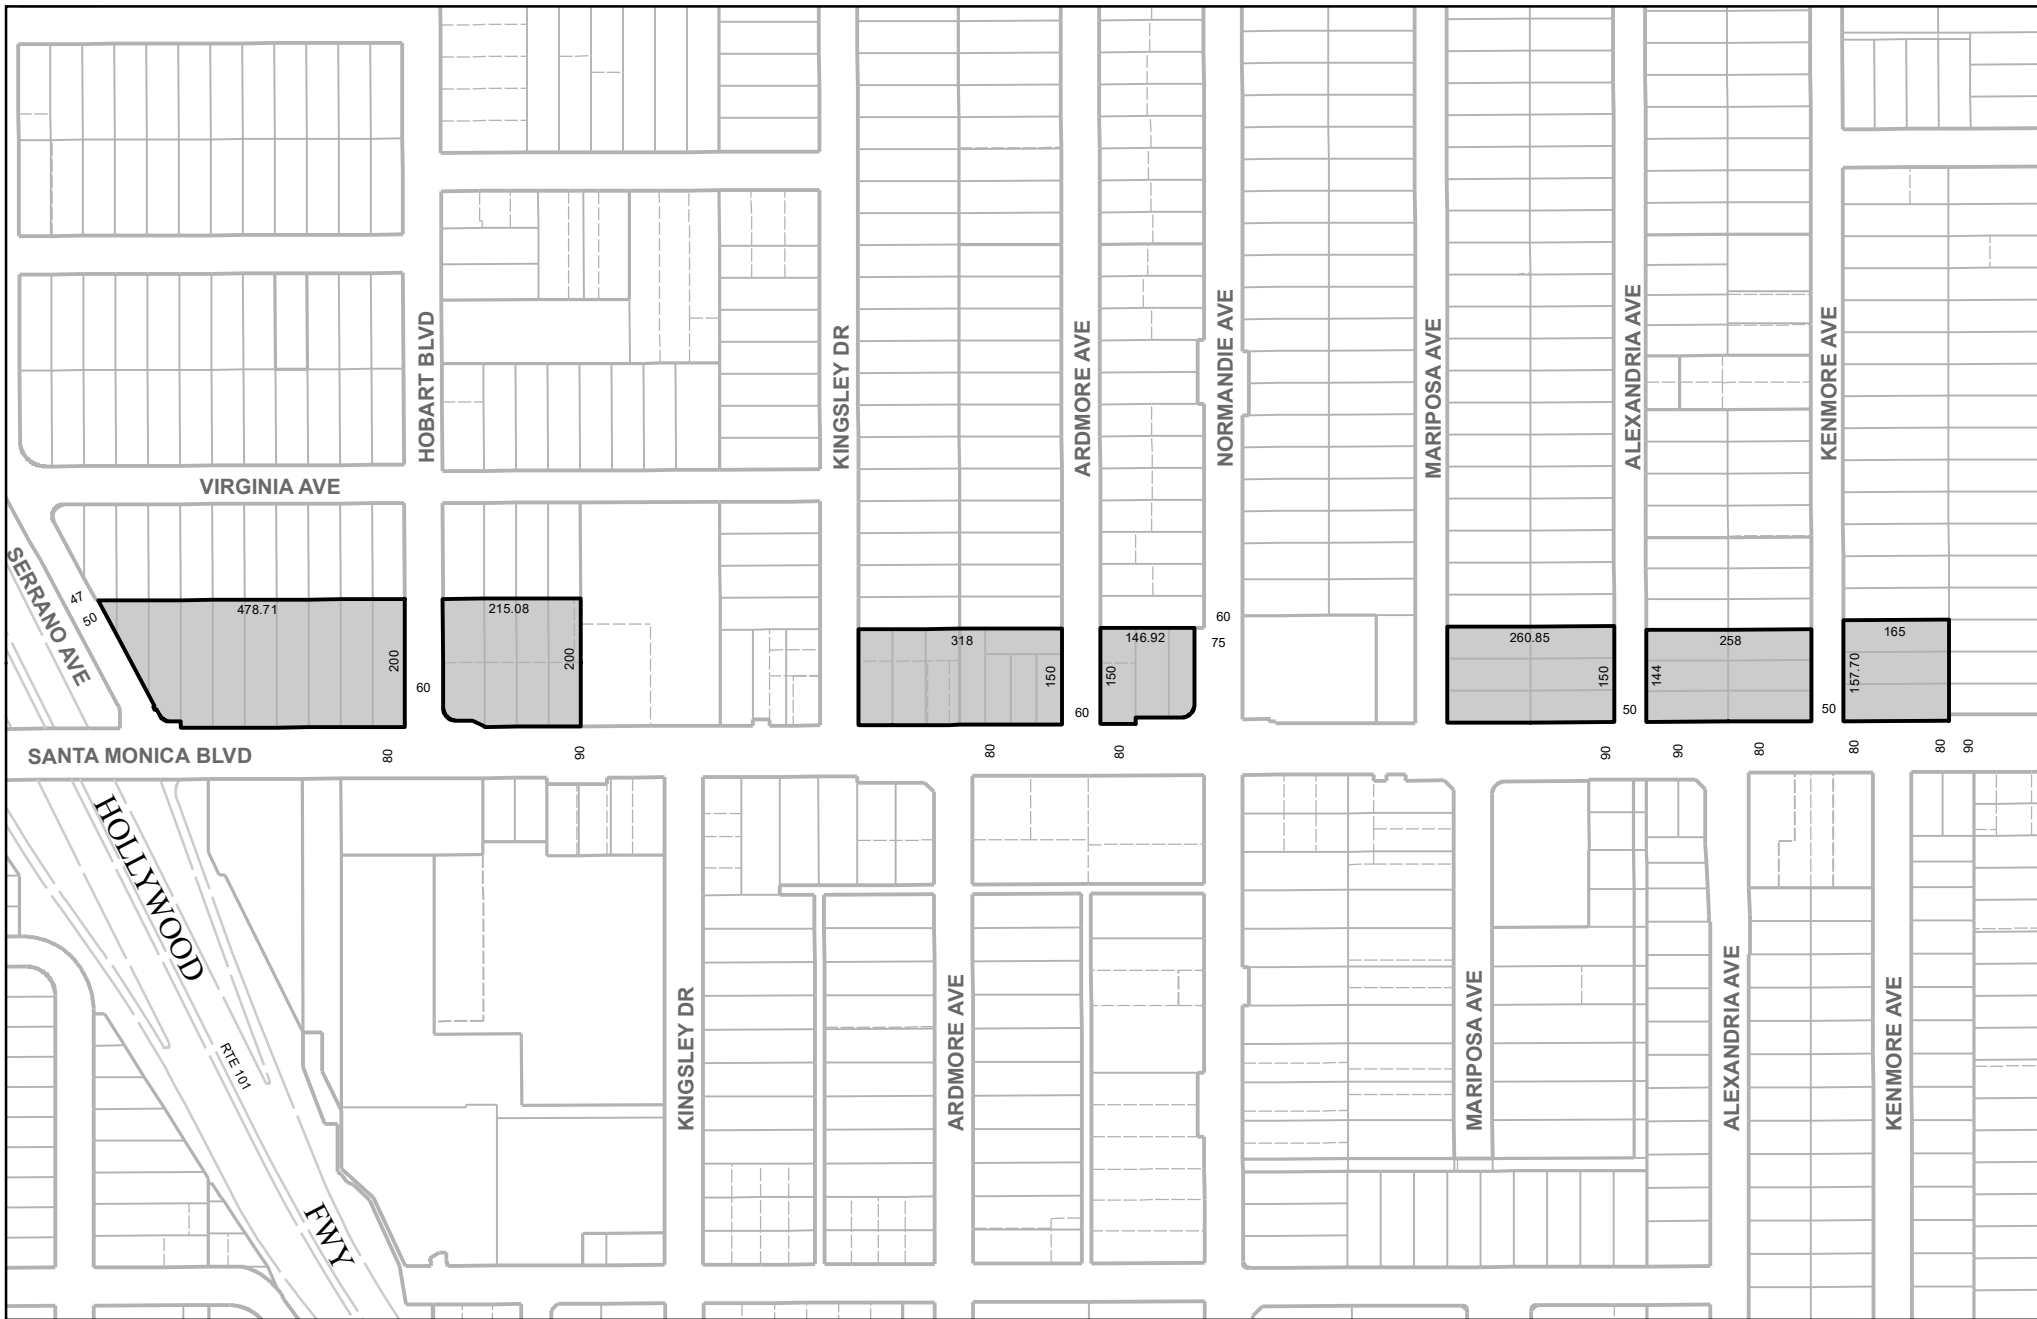 HOBART BLVD
KINGSLEY DR
ARDMORE AVE
NORMANDIE AVE
MARIPOSA AVE
ALEXANDRIA AVE
KENMORE AVE
VIRGINIA AVE
SERRANO AVE
47
50
478.71
200
60
215.08
200
318
150
60
146.92
150
60
75
260.85
150
50
258
144
50
165
157.70
SANTA MONICA BLVD
80
90
80
80
90
90
80
80
80
90
HOLLYWOOD
FWY
RTE 101
KINGSLEY DR
ARDMORE AVE
MARIPOSA AVE
ALEXANDRIA AVE
KENMORE AVE